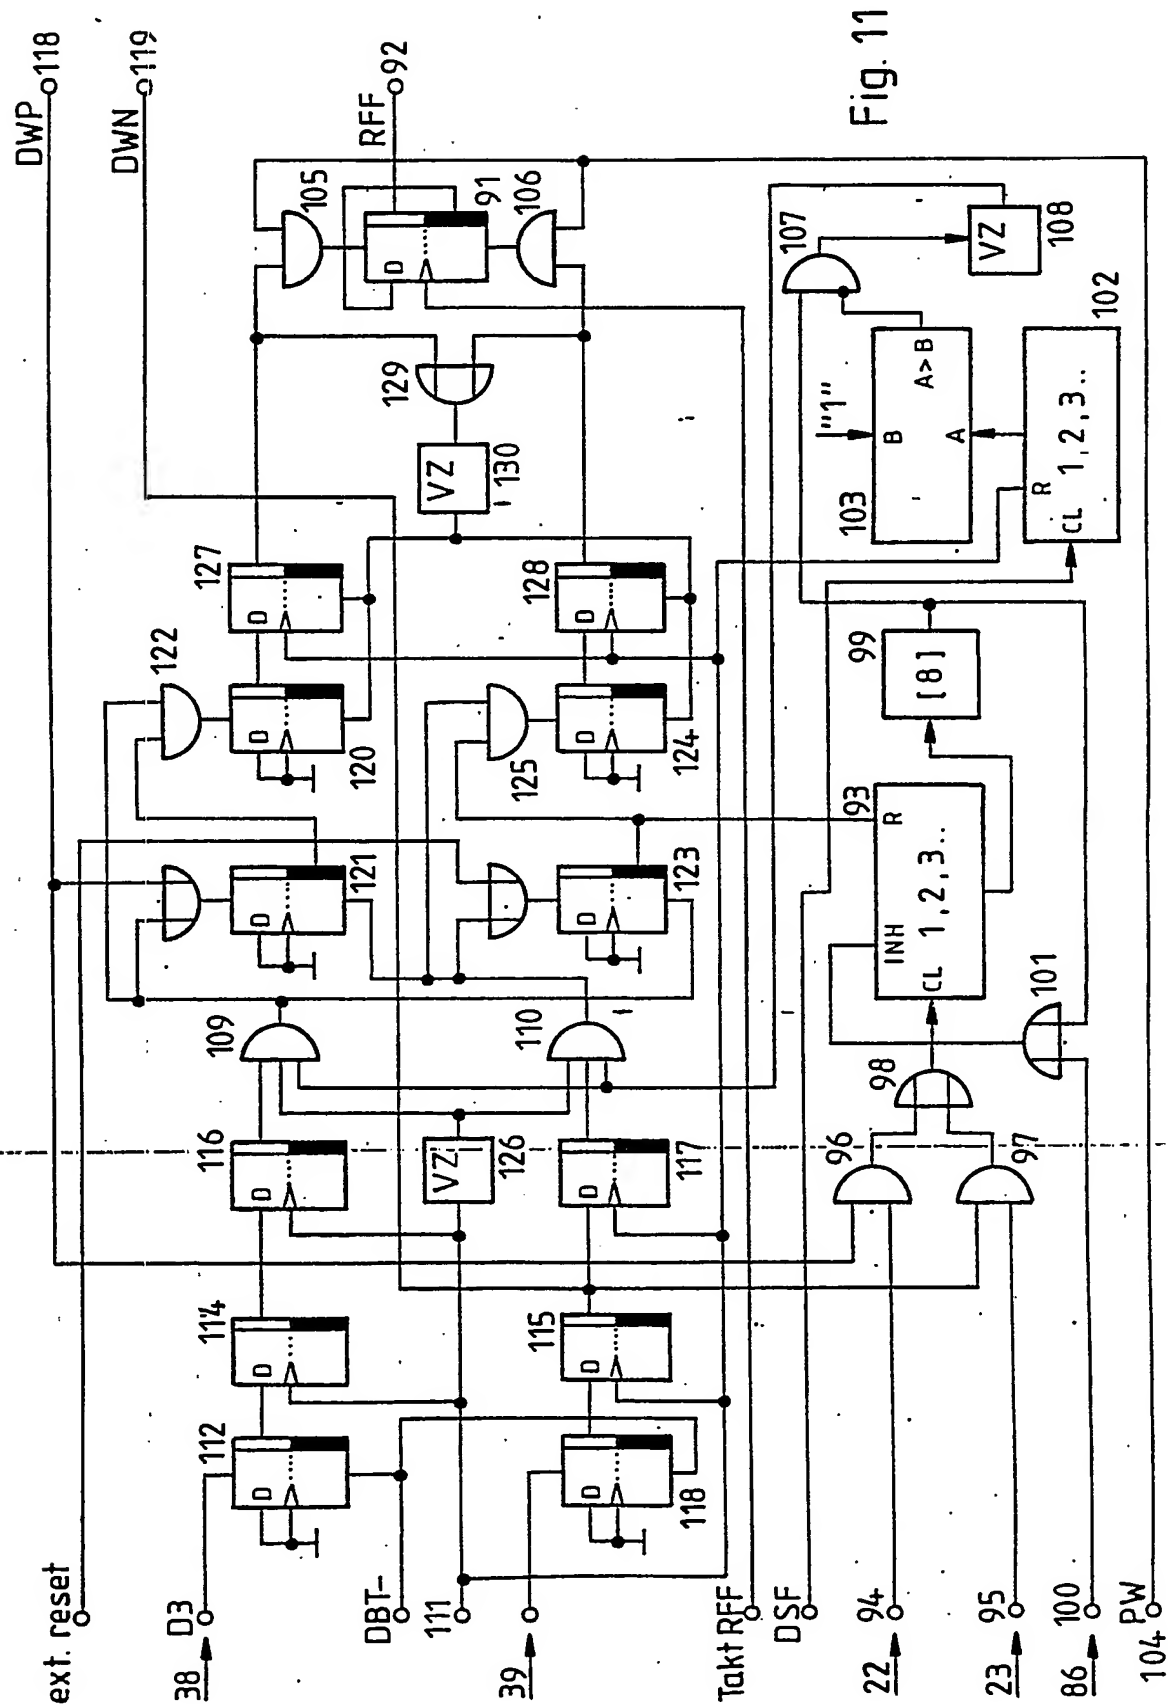 DWP 118
DWN 119
RFF 92
105
D
91
106
129
VZ
130
107
VZ
108
Fig. 11
127
D
128
D
122
D
120
125
D
124
"1"
B
A>B
A
103
R
CL 1,2,3..
102
99
[8]
93
R
INH
CL 1,2,3..
D
121
D
123
109
110
101
98
96
97
116
D
VZ
126
117
D
114
D
115
D
112
D
118
D
ext. reset
38 D3
DBT-
111
39
Takt RFF
DSF
22 94
23 95
86 100
104 PW